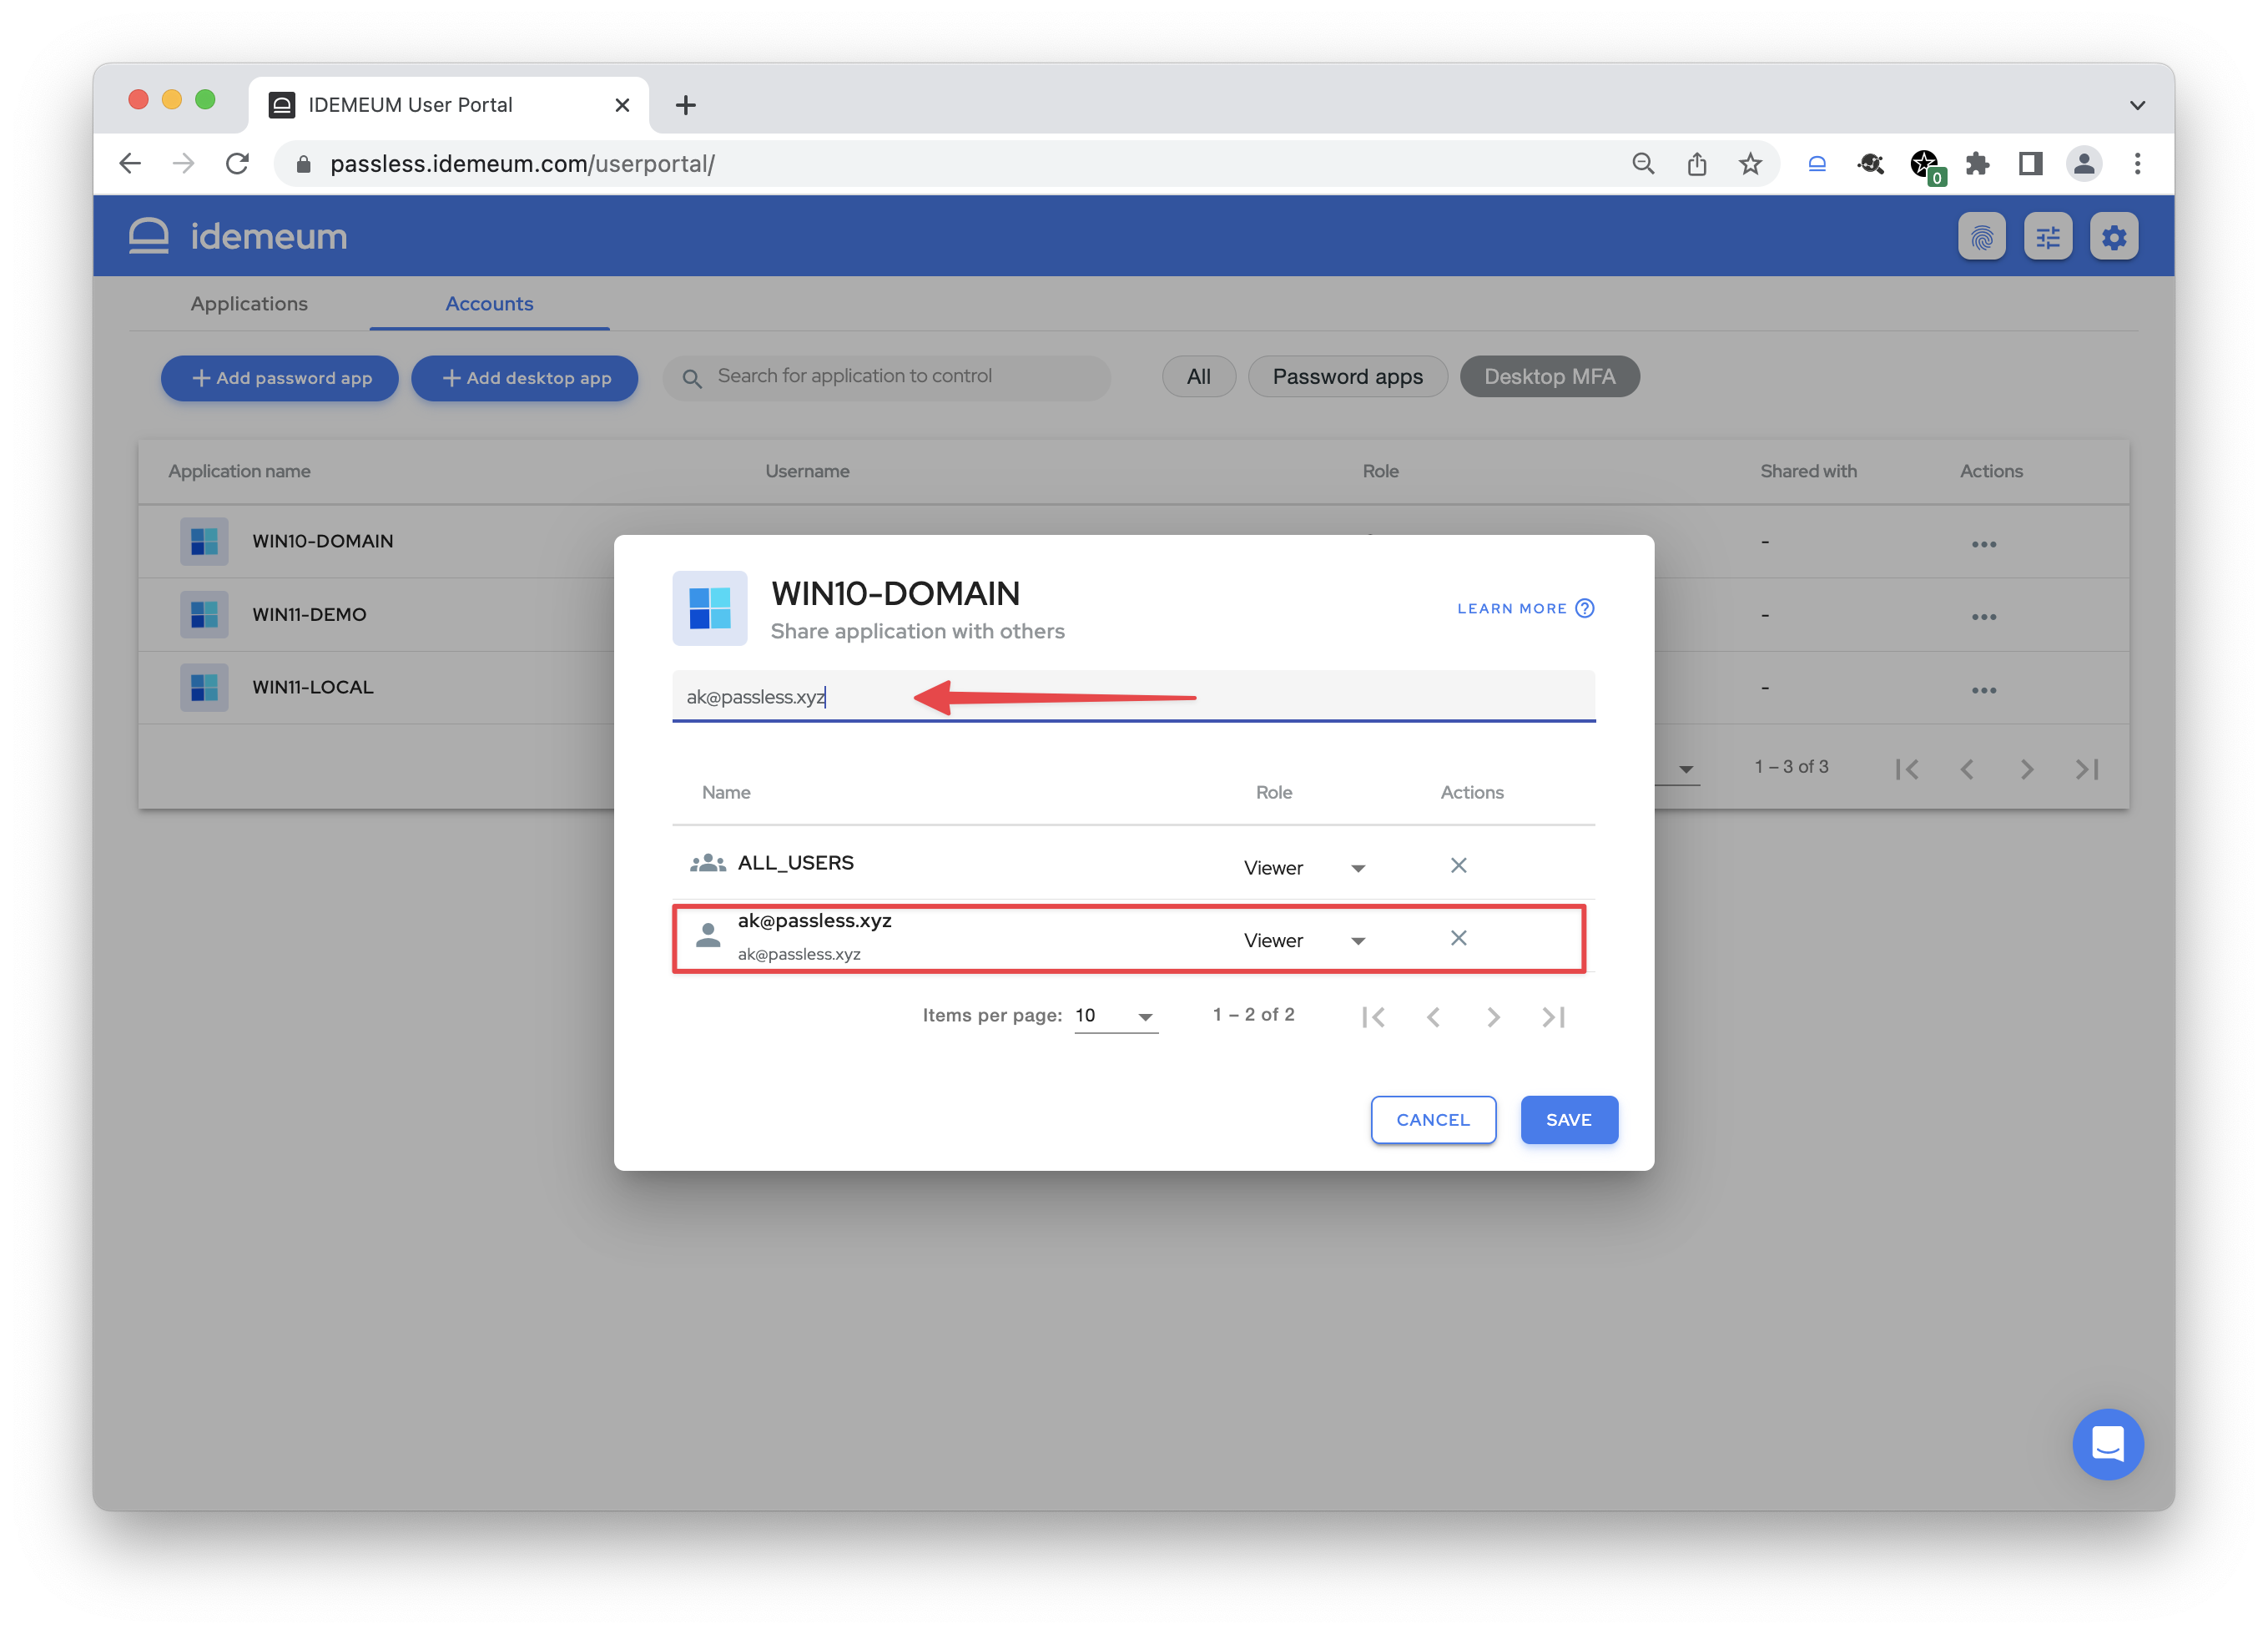 IDEMEUM User Portal
passless.idemeum.com/userportal/
0
idemeum
Applications Accounts
Add password app Add desktop app Search for application to control All Password apps Desktop MFA
Application name Username Role Shared with Actions
WIN10-DOMAIN -
WIN11-DEMO -
WIN11-LOCAL -
1 – 3 of 3
WIN10-DOMAIN
Share application with others
LEARN MORE
ak@passless.xyz
Name Role Actions
ALL_USERS Viewer
ak@passless.xyz
ak@passless.xyz
Viewer
Items per page: 10 1 – 2 of 2
CANCEL SAVE